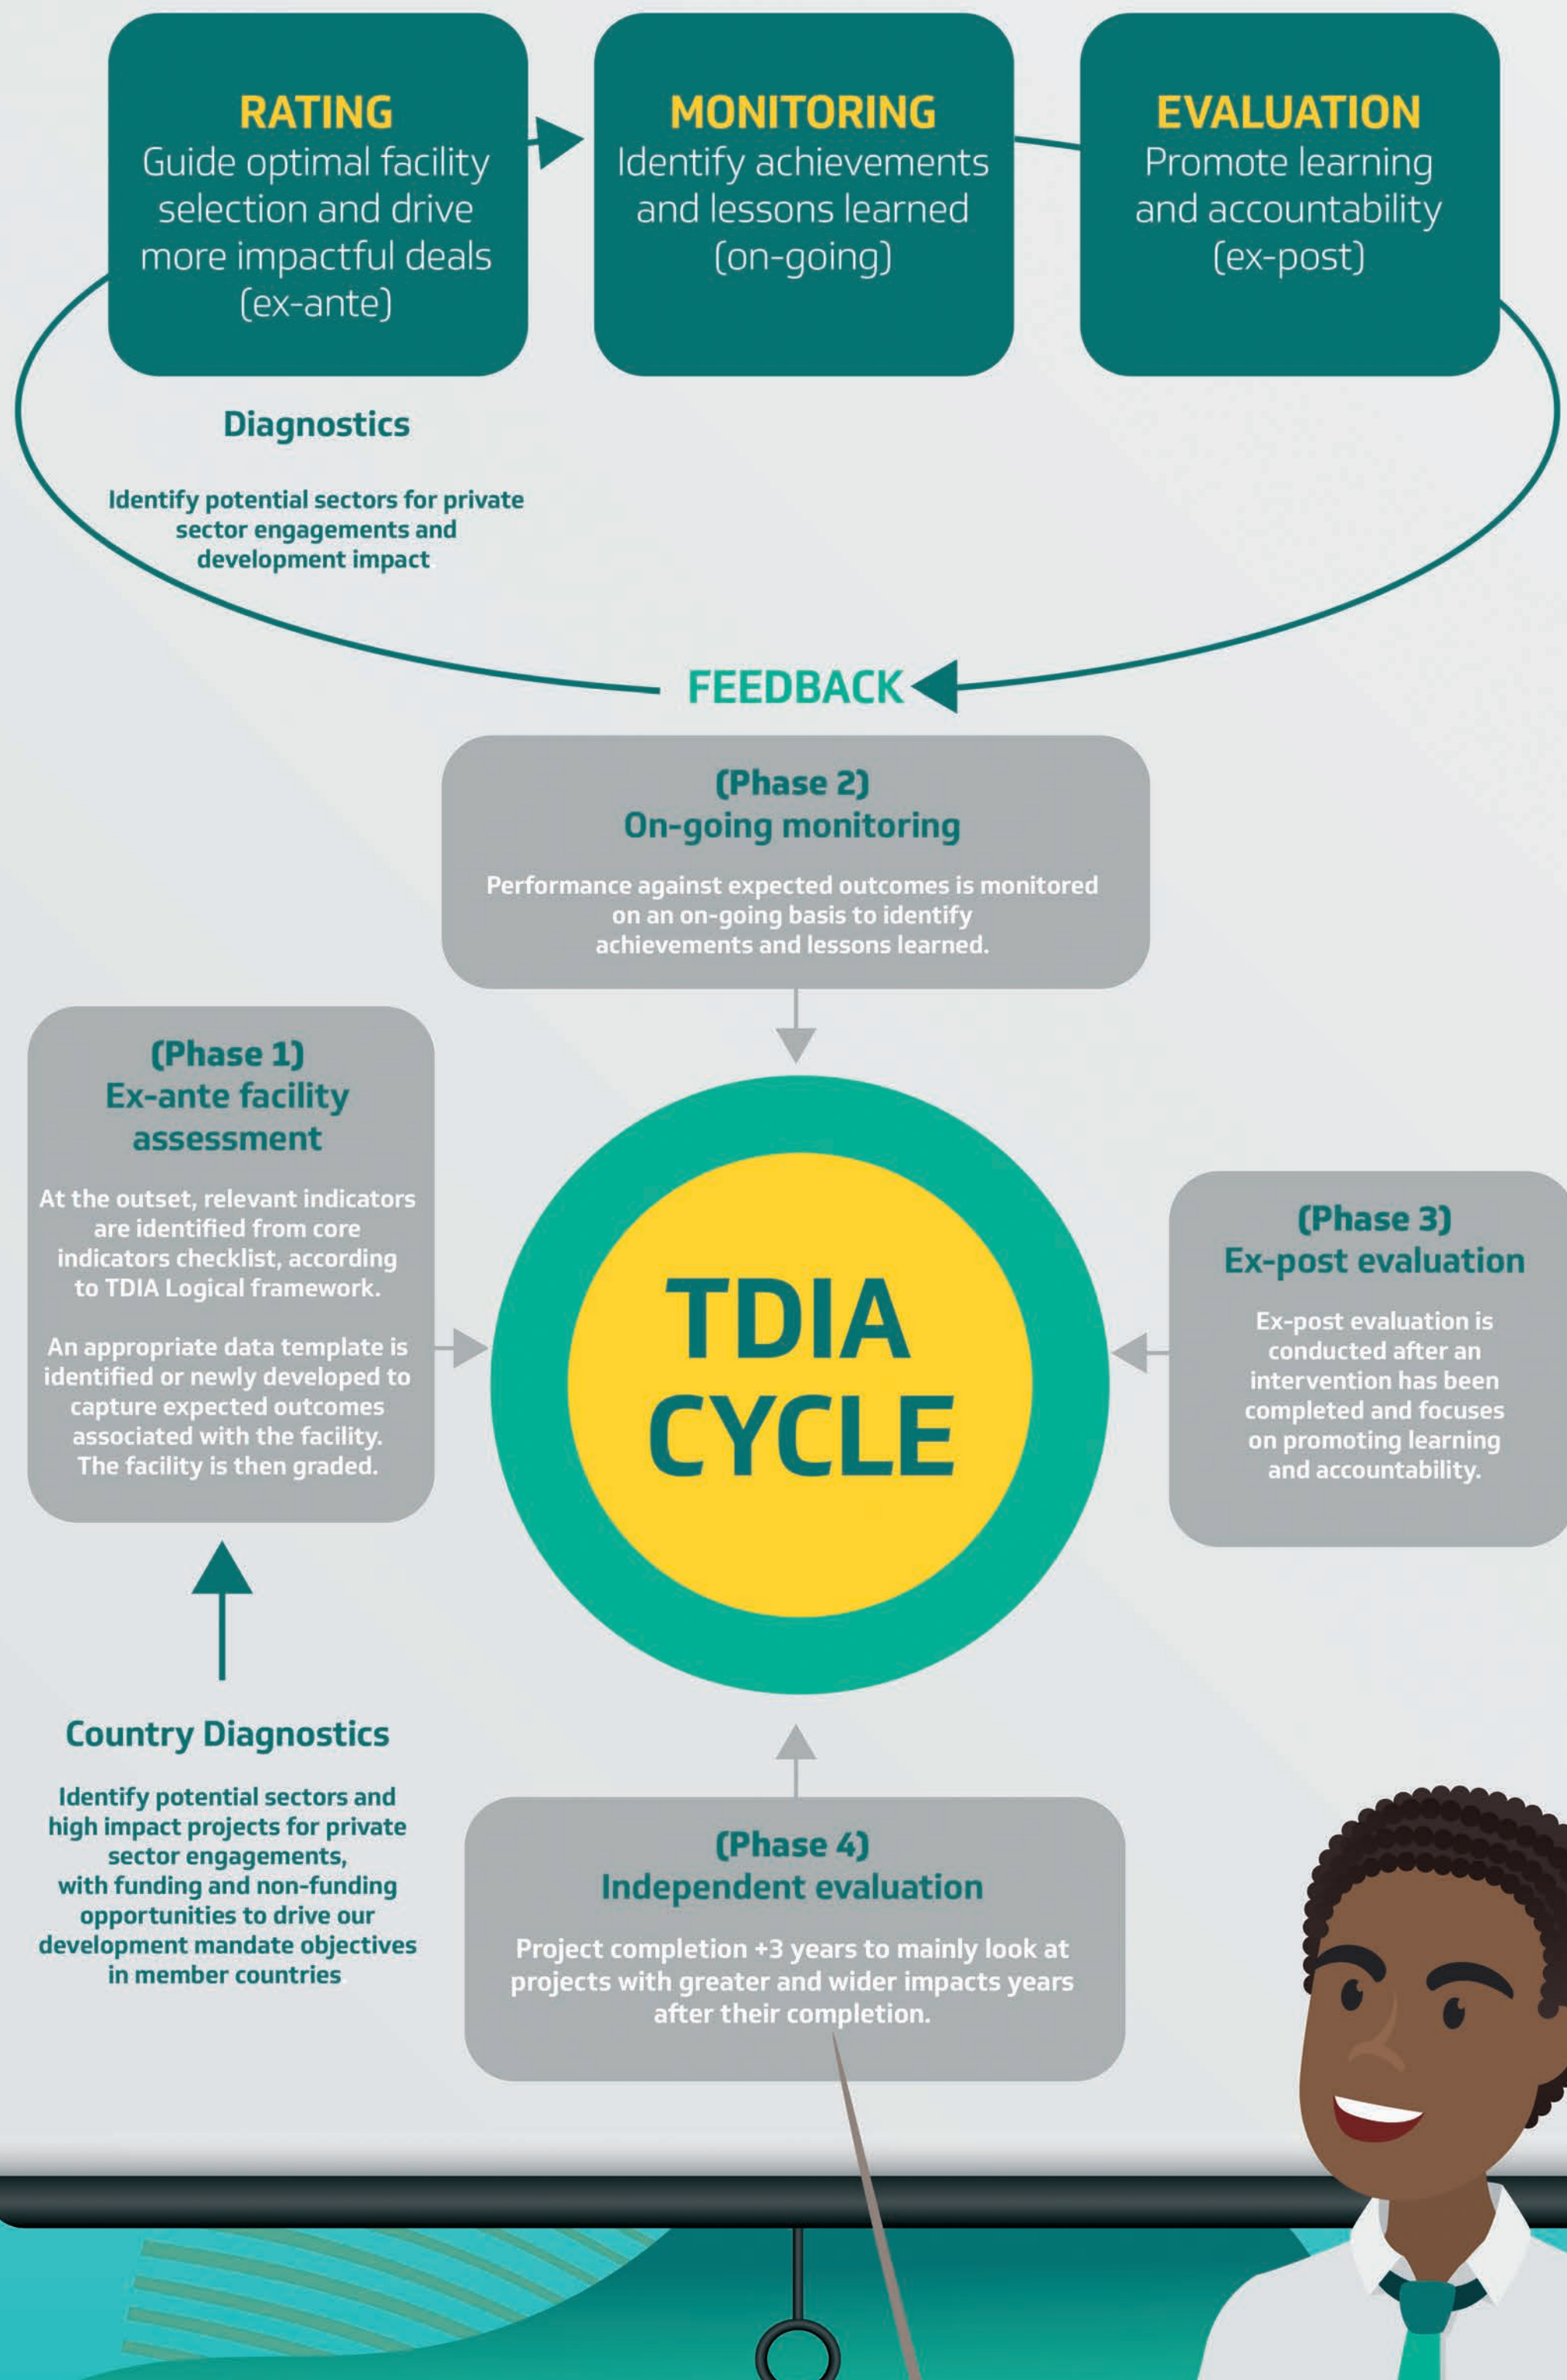 RATING
Guide optimal facility
selection and drive
more impactful deals
(ex-ante)
MONITORING
Identify achievements
and lessons learned
(on-going)
EVALUATION
Promote learning
and accountability
(ex-post)
Diagnostics
Identify potential sectors for private
sector engagements and
development impact
FEEDBACK
(Phase 2)
On-going monitoring
Performance against expected outcomes is monitored
on an on-going basis to identify
achievements and lessons learned.
(Phase 1)
Ex-ante facility
assessment
At the outset, relevant indicators
are identified from core
indicators checklist, according
to TDIA Logical framework.
An appropriate data template is
identified or newly developed to
capture expected outcomes
associated with the facility.
The facility is then graded.
TDIA
CYCLE
(Phase 3)
Ex-post evaluation
Ex-post evaluation is
conducted after an
intervention has been
completed and focuses
on promoting learning
and accountability.
Country Diagnostics
Identify potential sectors and
high impact projects for private
sector engagements,
with funding and non-funding
opportunities to drive our
development mandate objectives
in member countries
(Phase 4)
Independent evaluation
Project completion +3 years to mainly look at
projects with greater and wider impacts years
after their completion.